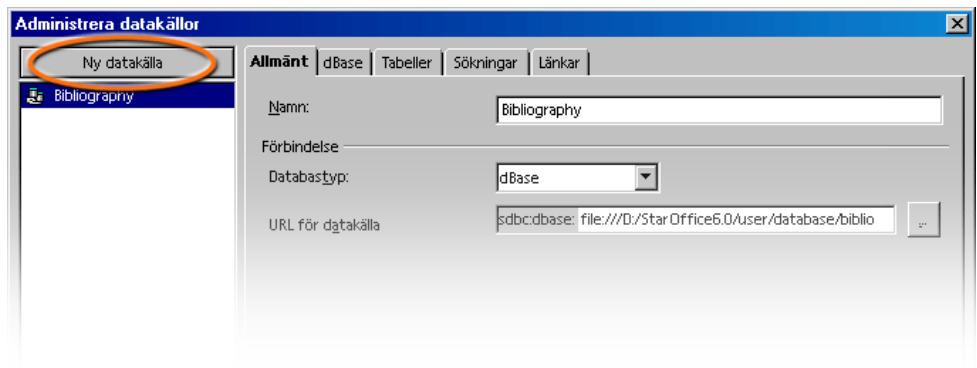 Administrera datakällor
Ny datakälla
Bibliography
Allmänt dBase Tabeller Sökningar Länkar
Namn: Bibliography
Förbindelse
Databastyp: dBase
URL för datakälla sdbc:dbase: file:///D:/StarOffice6.0/user/database/biblio ...